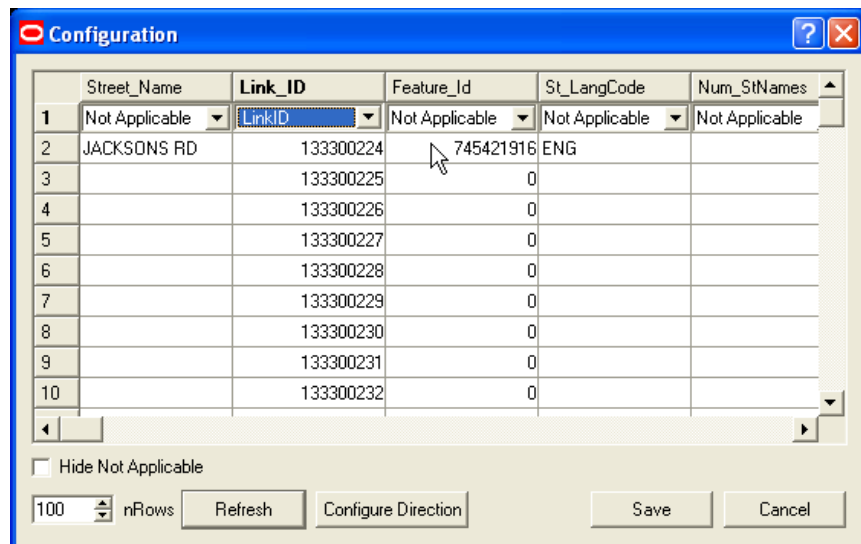 Configuration
Street_Name Link_ID Feature_Id St_LangCode Num_StNames
1 Not Applicable LinkID Not Applicable Not Applicable Not Applicable
2 JACKSONS RD 133300224 745421916 ENG
3 133300225 0
4 133300226 0
5 133300227 0
6 133300228 0
7 133300229 0
8 133300230 0
9 133300231 0
10 133300232 0
Hide Not Applicable
100 nRows Refresh Configure Direction Save Cancel